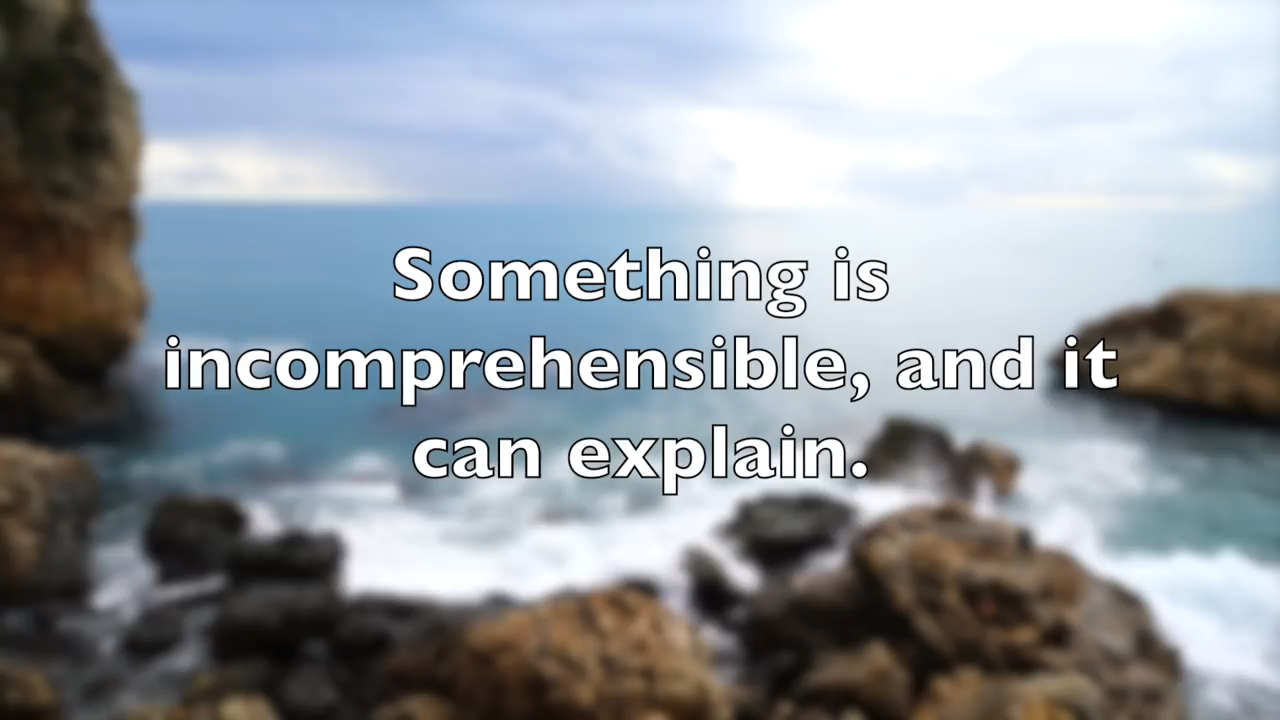 Something is
incomprehensible, and it
can explain.